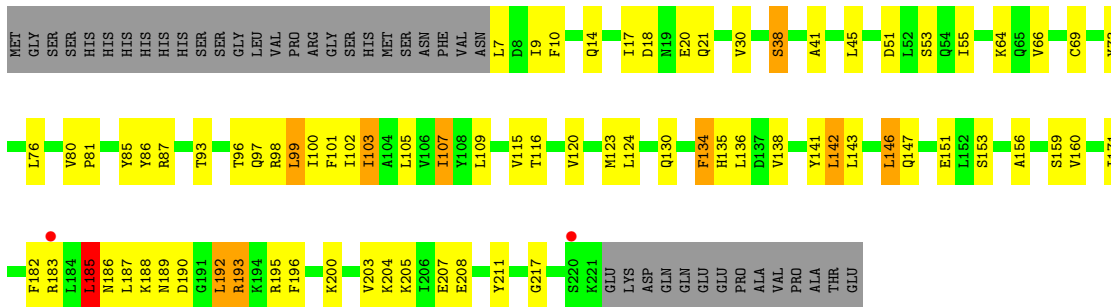 MET GLY SER SER HIS HIS HIS HIS HIS HIS SER SER GLY LEU VAL PRO ARG GLY SER HIS MET SER ASN PHE VAL ASN L7 D8 I9 F10 Q14 I17 D18 N19 E20 Q21 V30 S38 A41 L45 D51 L52 S53 Q54 I55 K64 Q65 V66 C69
L76 V80 P81 Y85 Y86 R87 T93 T96 Q97 R98 L99 I100 F101 I102 I103 A104 L105 V106 I107 Y108 L109 V115 T116 V120 M123 L124 Q130 F134 H135 L136 D137 V138 Y141 L142 L143 L146 Q147 E151 L152 S153 A156 S159 V160
F182 R183 L184 L185 N186 L187 K188 N189 D190 G191 L192 R193 K194 R195 F196 K200 V203 K204 K205 I206 E207 E208 Y211 G217 S220 K221 GLU LYS ASP GLN GLN GLU GLU PRO ALA VAL PRO ALA THR GLU